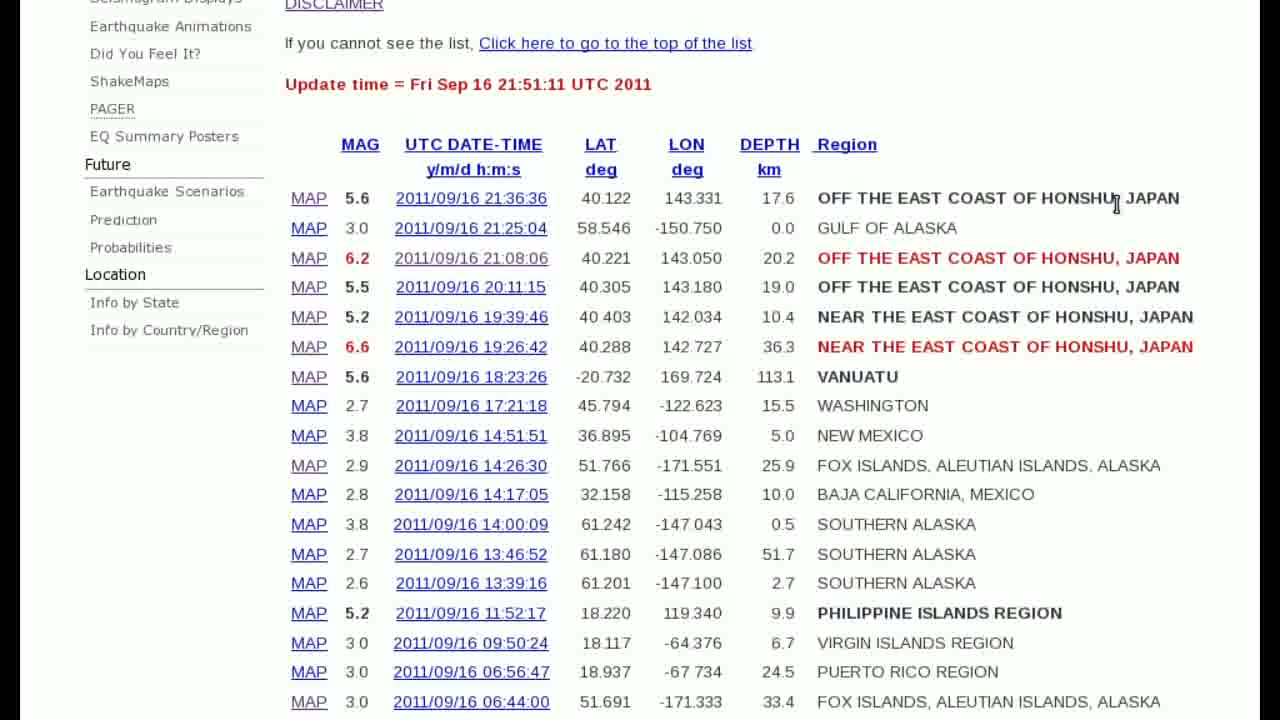 Seismogram Displays
Earthquake Animations
Did You Feel It?
ShakeMaps
PAGER
EQ Summary Posters
Future
Earthquake Scenarios
Prediction
Probabilities
Location
Info by State
Info by Country/Region
DISCLAIMER
If you cannot see the list, Click here to go to the top of the list.
Update time = Fri Sep 16 21:51:11 UTC 2011
MAG UTC DATE-TIME LAT LON DEPTH Region
y/m/d h:m:s deg deg km
MAP 5.6 2011/09/16 21:36:36 40.122 143.331 17.6 OFF THE EAST COAST OF HONSHU, JAPAN
MAP 3.0 2011/09/16 21:25:04 58.546 -150.750 0.0 GULF OF ALASKA
MAP 6.2 2011/09/16 21:08:06 40.221 143.050 20.2 OFF THE EAST COAST OF HONSHU, JAPAN
MAP 5.5 2011/09/16 20:11:15 40.305 143.180 19.0 OFF THE EAST COAST OF HONSHU, JAPAN
MAP 5.2 2011/09/16 19:39:46 40.403 142.034 10.4 NEAR THE EAST COAST OF HONSHU, JAPAN
MAP 6.6 2011/09/16 19:26:42 40.288 142.727 36.3 NEAR THE EAST COAST OF HONSHU, JAPAN
MAP 5.6 2011/09/16 18:23:26 -20.732 169.724 113.1 VANUATU
MAP 2.7 2011/09/16 17:21:18 45.794 -122.623 15.5 WASHINGTON
MAP 3.8 2011/09/16 14:51:51 36.895 -104.769 5.0 NEW MEXICO
MAP 2.9 2011/09/16 14:26:30 51.766 -171.551 25.9 FOX ISLANDS, ALEUTIAN ISLANDS, ALASKA
MAP 2.8 2011/09/16 14:17:05 32.158 -115.258 10.0 BAJA CALIFORNIA, MEXICO
MAP 3.8 2011/09/16 14:00:09 61.242 -147.043 0.5 SOUTHERN ALASKA
MAP 2.7 2011/09/16 13:46:52 61.180 -147.086 51.7 SOUTHERN ALASKA
MAP 2.6 2011/09/16 13:39:16 61.201 -147.100 2.7 SOUTHERN ALASKA
MAP 5.2 2011/09/16 11:52:17 18.220 119.340 9.9 PHILIPPINE ISLANDS REGION
MAP 3.0 2011/09/16 09:50:24 18.117 -64.376 6.7 VIRGIN ISLANDS REGION
MAP 3.0 2011/09/16 06:56:47 18.937 -67.734 24.5 PUERTO RICO REGION
MAP 3.0 2011/09/16 06:44:00 51.691 -171.333 33.4 FOX ISLANDS, ALEUTIAN ISLANDS, ALASKA